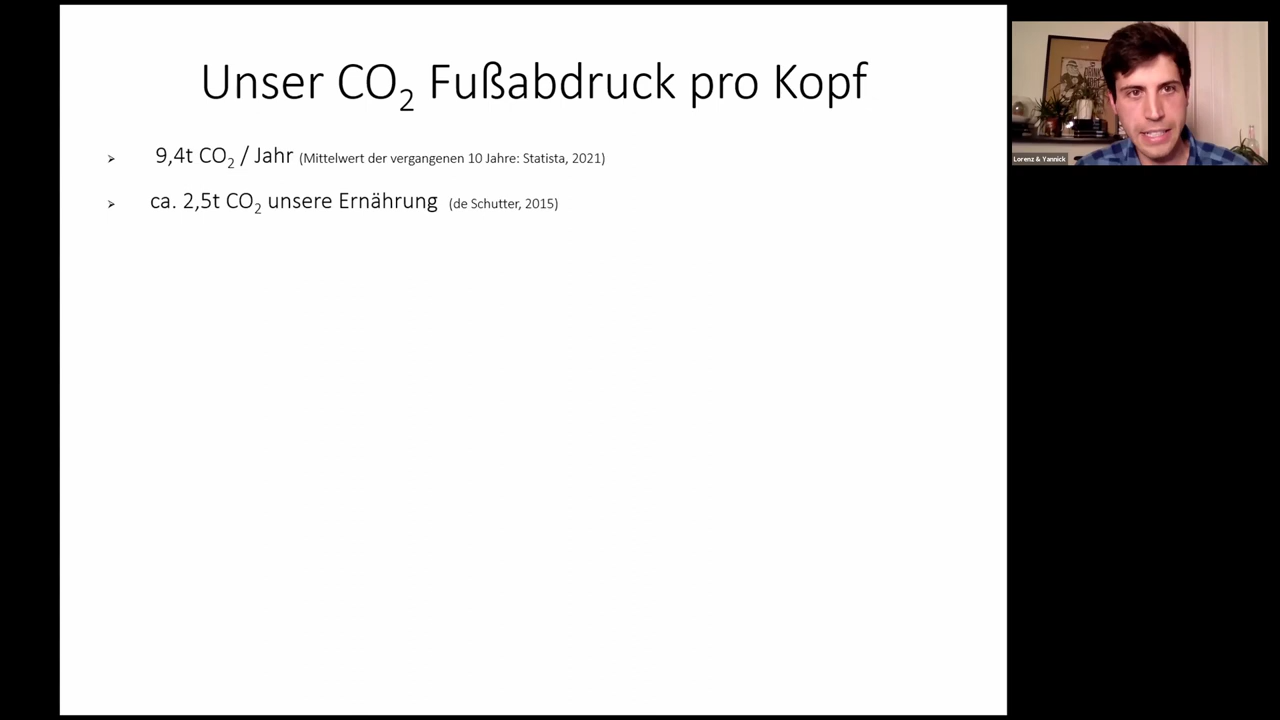 Unser CO₂ Fußabdruck pro Kopf
➢ 9,4t CO₂ / Jahr (Mittelwert der vergangenen 10 Jahre: Statista, 2021)
➢ ca. 2,5t CO₂ unsere Ernährung (de Schutter, 2015)
Lorenz & Yannick